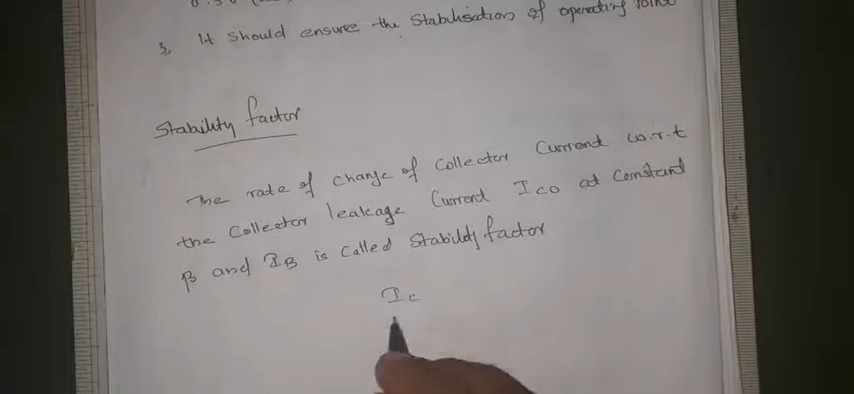 3, It should ensure the Stabilisation of operating Point
Stability factor
The rate of change of Collector Current w.r.t
the Collector leakage Current ICO at Constant
β and IB is Called Stability factor
Ic